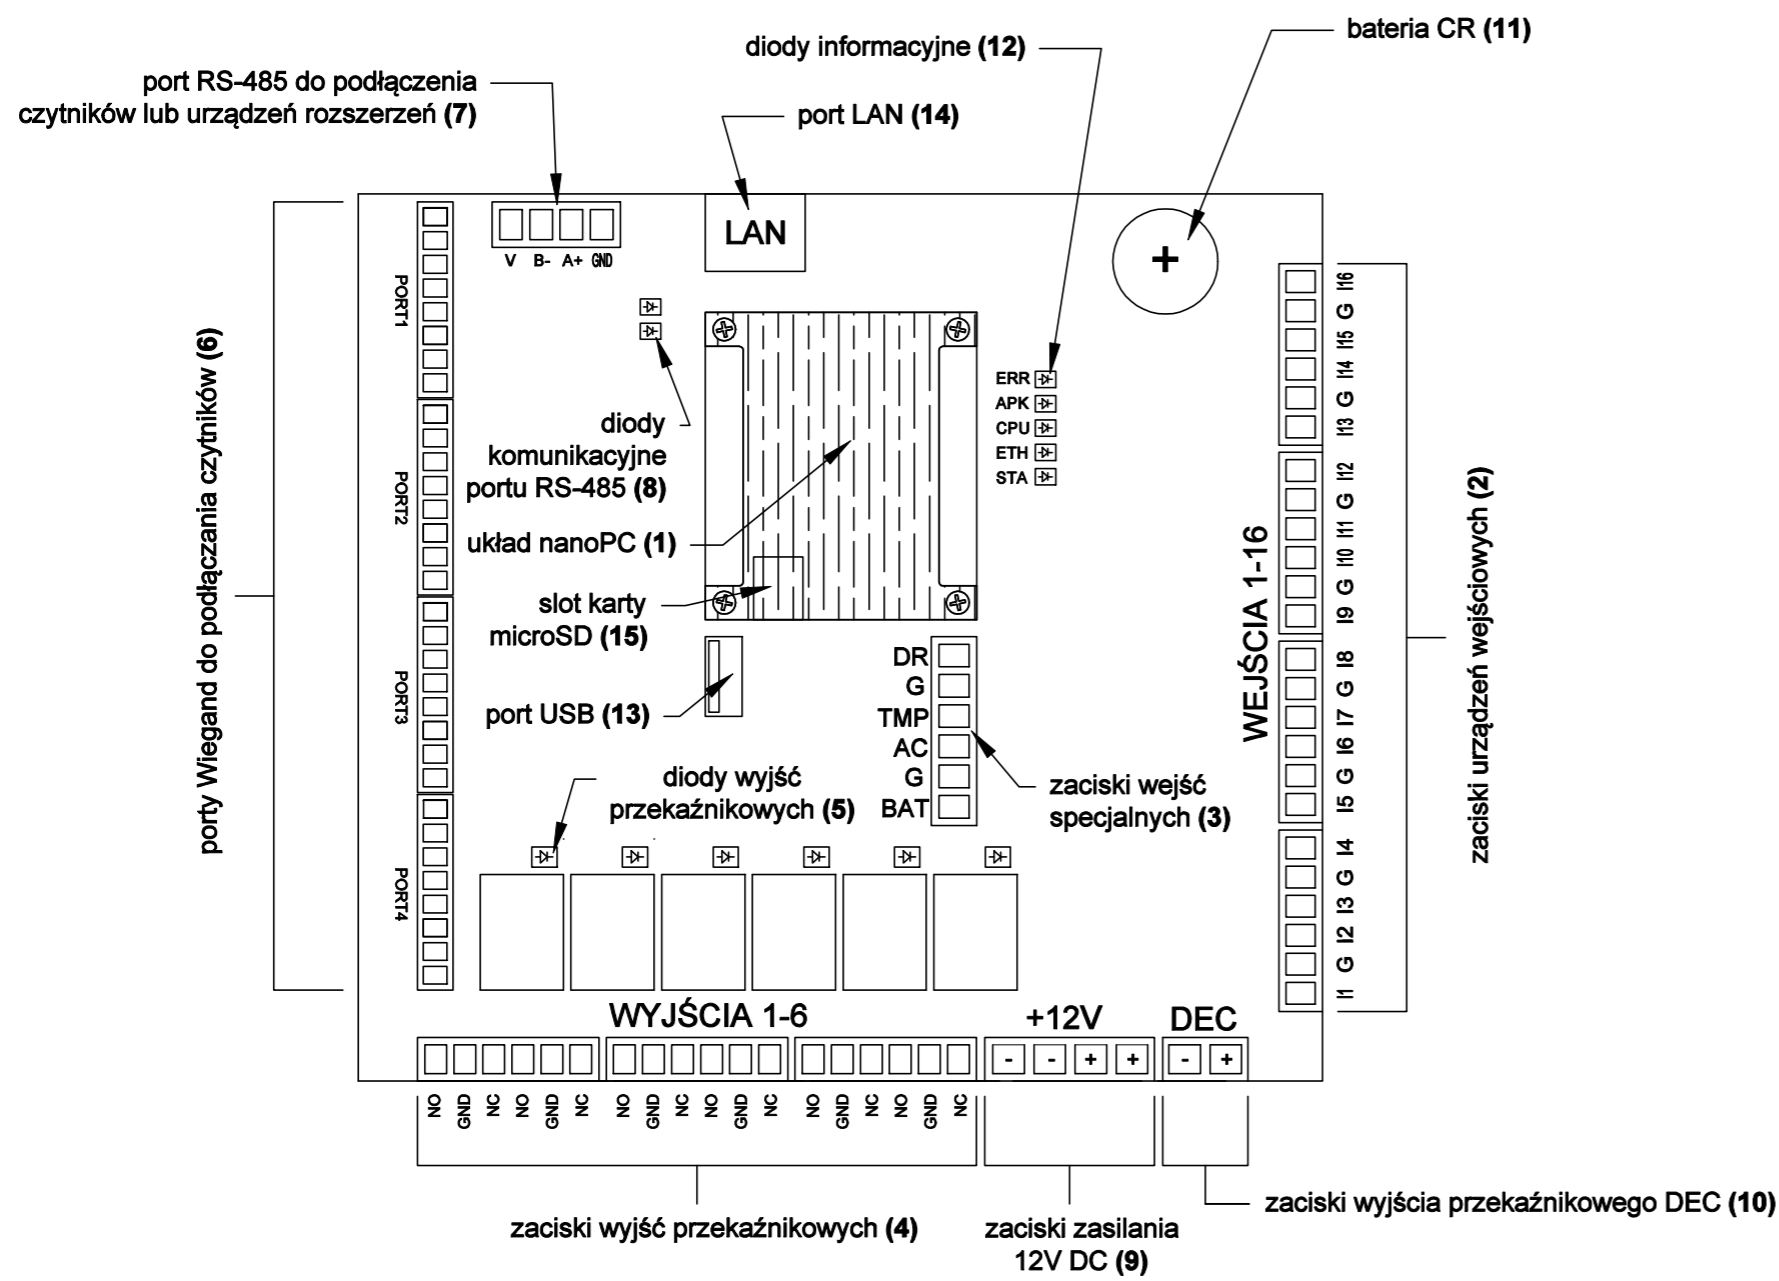 bateria CR (11)
diody informacyjne (12)
port RS-485 do podłączenia
czytników lub urządzeń rozszerzeń (7)
port LAN (14)
LAN
V B- A+ GND
+
PORT1
PORT2
PORT3
PORT4
porty Wiegand do podłączania czytników (6)
diody
komunikacyjne
portu RS-485 (8)
układ nanoPC (1)
slot karty
microSD (15)
port USB (13)
ERR
APK
CPU
ETH
STA
DR
G
TMP
AC
G
BAT
zaciski wejść
specjalnych (3)
diody wyjść
przekaźnikowych (5)
I16
G
I15
I14
G
I13
I12
G
I11
I10
G
I9
I8
G
I7
I6
G
I5
I4
G
I3
I2
G
I1
WEJŚCIA 1-16
zaciski urządzeń wejściowych (2)
WYJŚCIA 1-6
+12V
DEC
- - + +
- +
NO GND NC NO GND NC NO GND NC NO GND NC NO GND NC NO GND NC
zaciski wyjść przekaźnikowych (4)
zaciski zasilania
12V DC (9)
zaciski wyjścia przekaźnikowego DEC (10)